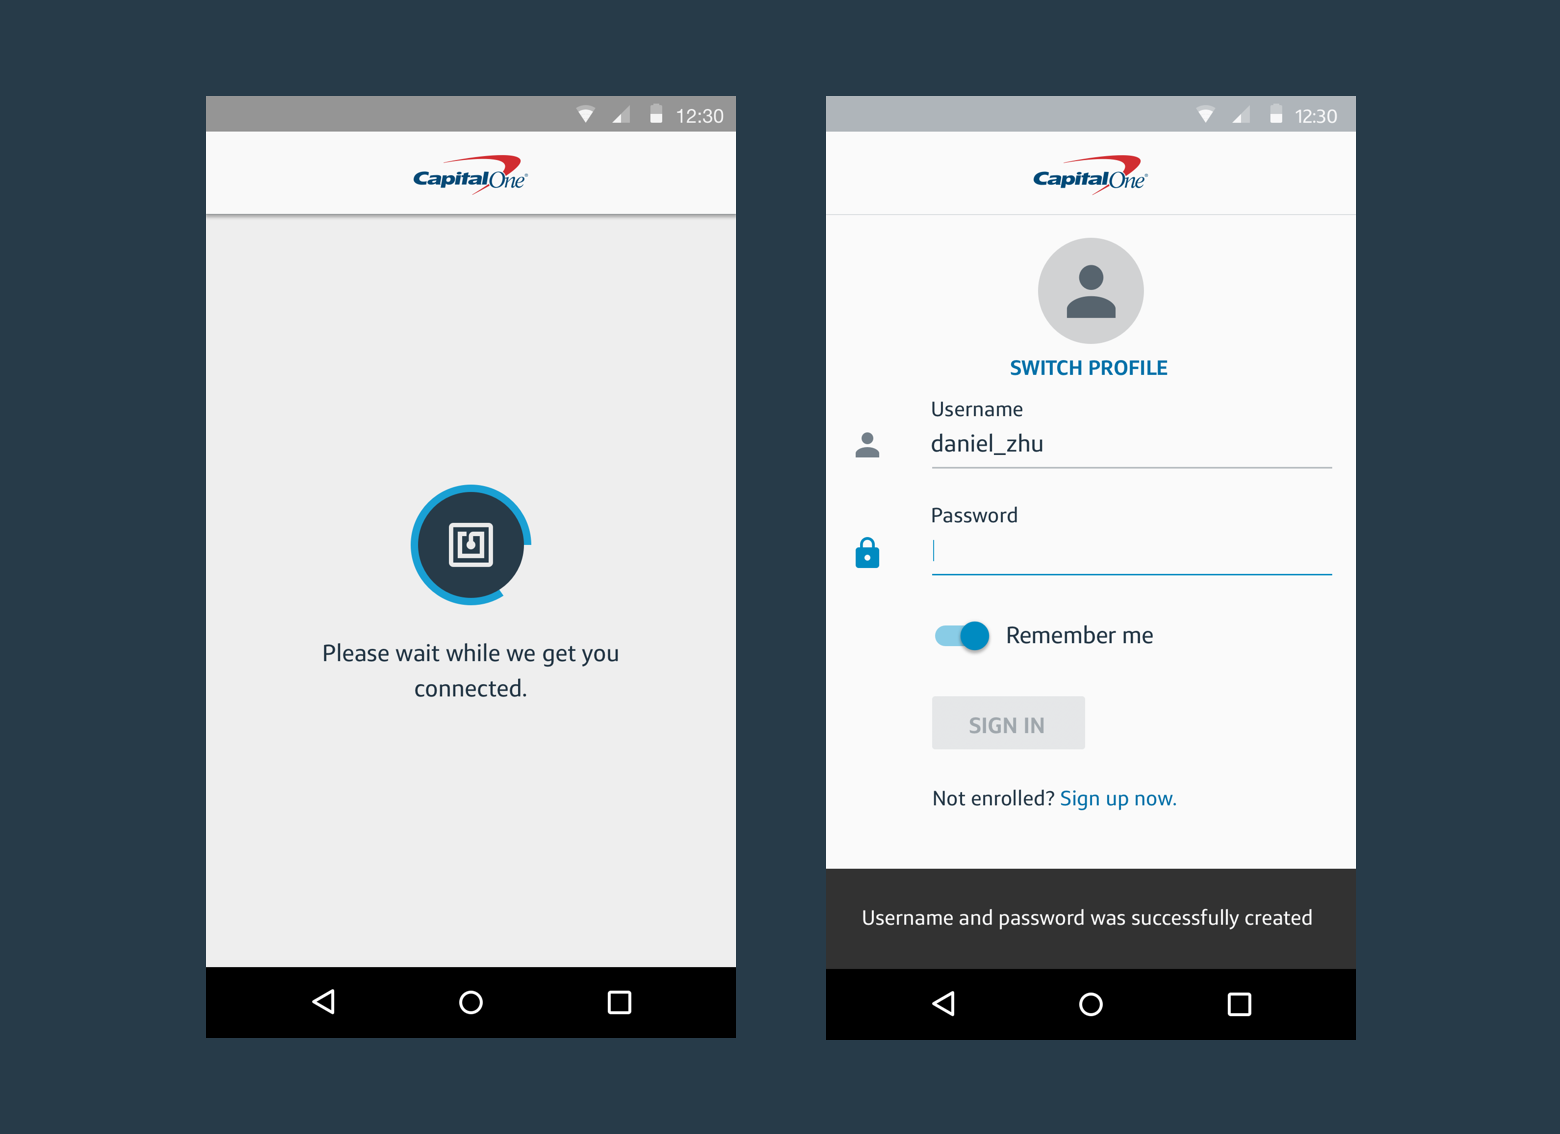 12:30
CapitalOne®
Please wait while we get you
connected.
12:30
CapitalOne®
SWITCH PROFILE
Username
daniel_zhu
Password
Remember me
SIGN IN
Not enrolled? Sign up now.
Username and password was successfully created